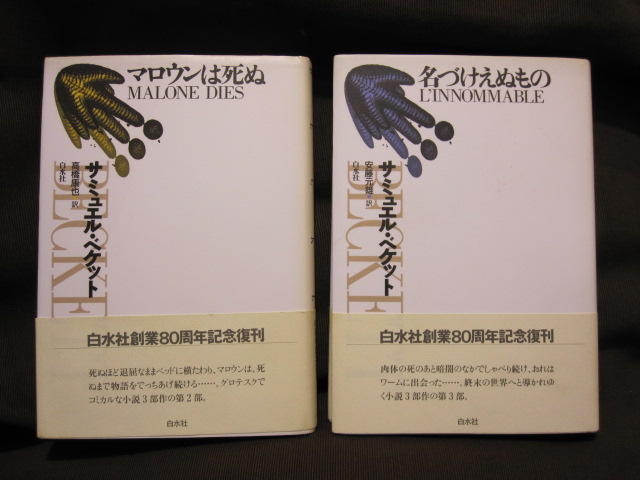 マロウンは死ぬ
MALONE DIES
サミュエル・ベケット
高橋康也 訳
白水社
BECKE
白水社創業80周年記念復刊
死ぬほど退屈なままベッドに横たわり、マロウンは、死
ぬまで物語をでっちあげ続ける……。グロテスクで
コミカルな小説3部作の第2部。
白水社
名づけえぬもの
L'INNOMMABLE
サミュエル・ベケット
安藤元雄 訳
白水社
BECKE
白水社創業80周年記念復刊
肉体の死のあと暗闇のなかでしゃべり続け、おれは
ワームに出会った……。終末の世界へと導かれゆ
く小説3部作の第3部。
白水社